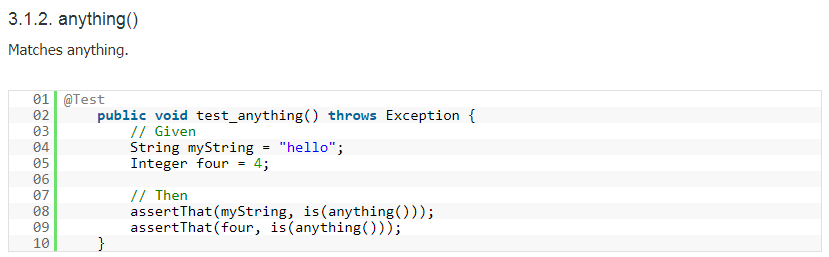 3.1.2. anything()
Matches anything.
01 @Test
02     public void test_anything() throws Exception {
03         // Given
04         String myString = "hello";
05         Integer four = 4;
06
07         // Then
08         assertThat(myString, is(anything()));
09         assertThat(four, is(anything()));
10     }